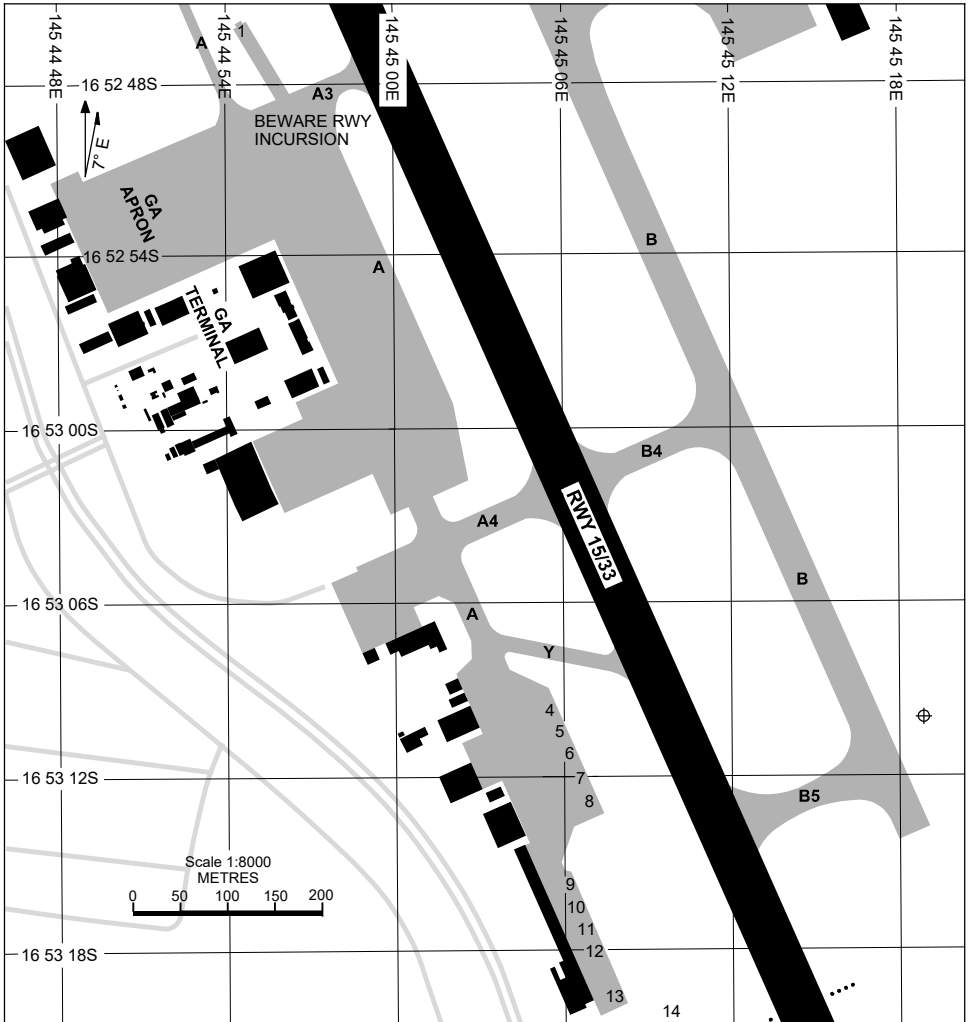 145 44 48E
145 44 54E
145 45 00E
145 45 06E
145 45 12E
145 45 18E
A
1
16 52 48S
A3
BEWARE RWY
INCURSION
7° E
GA
APRON
B
16 52 54S
A
GA
TERMINAL
16 53 00S
B4
A4
RWY 15/33
B
16 53 06S
A
Y
4
5
6
16 53 12S
7
8
B5
Scale 1:8000
METRES
0 50 100 150 200
9
10
11
16 53 18S
12
13
14